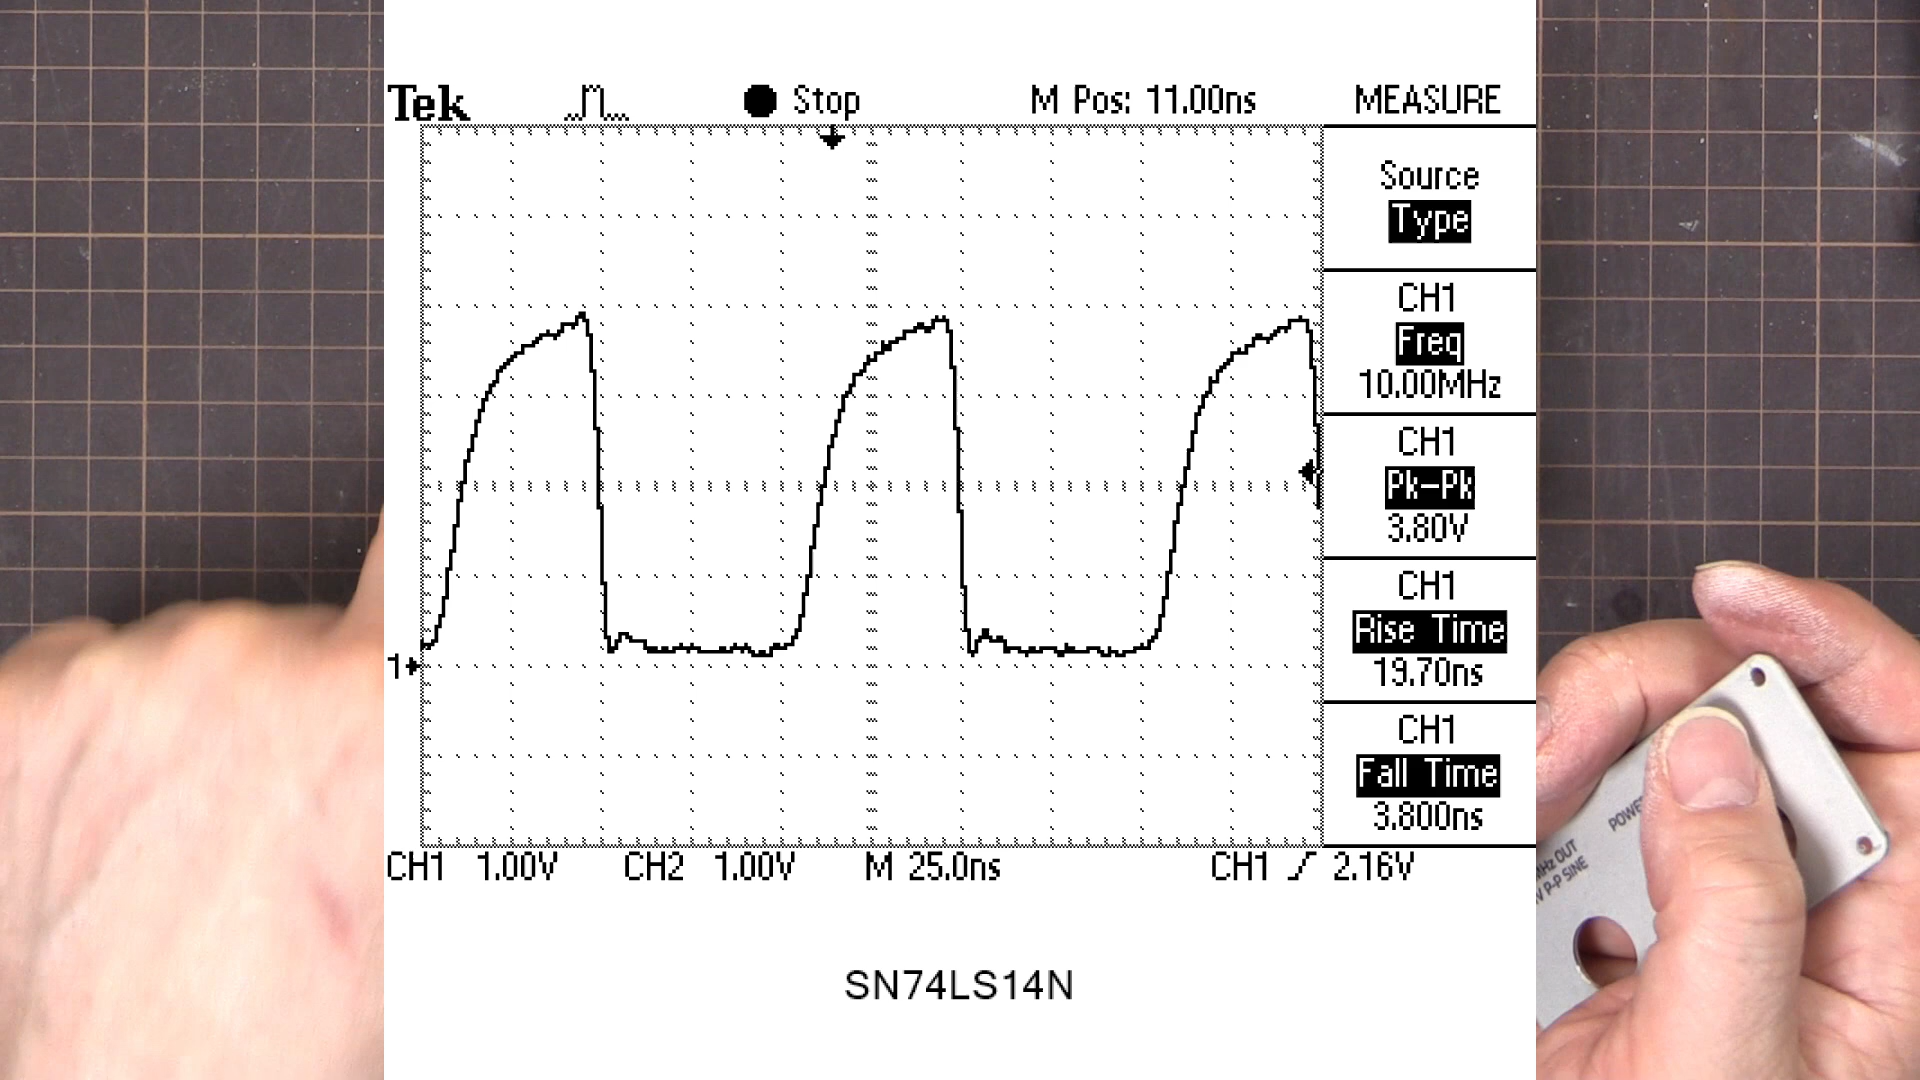 Tek Stop M Pos: 11.00ns MEASURE
Source
Type
CH1
Freq
10.00MHz
CH1
Pk-Pk
3.80V
CH1
Rise Time
19.70ns
CH1
Fall Time
3.800ns
1
CH1 1.00V CH2 1.00V M 25.0ns CH1 2.16V
SN74LS14N
OUT
P-P SINE